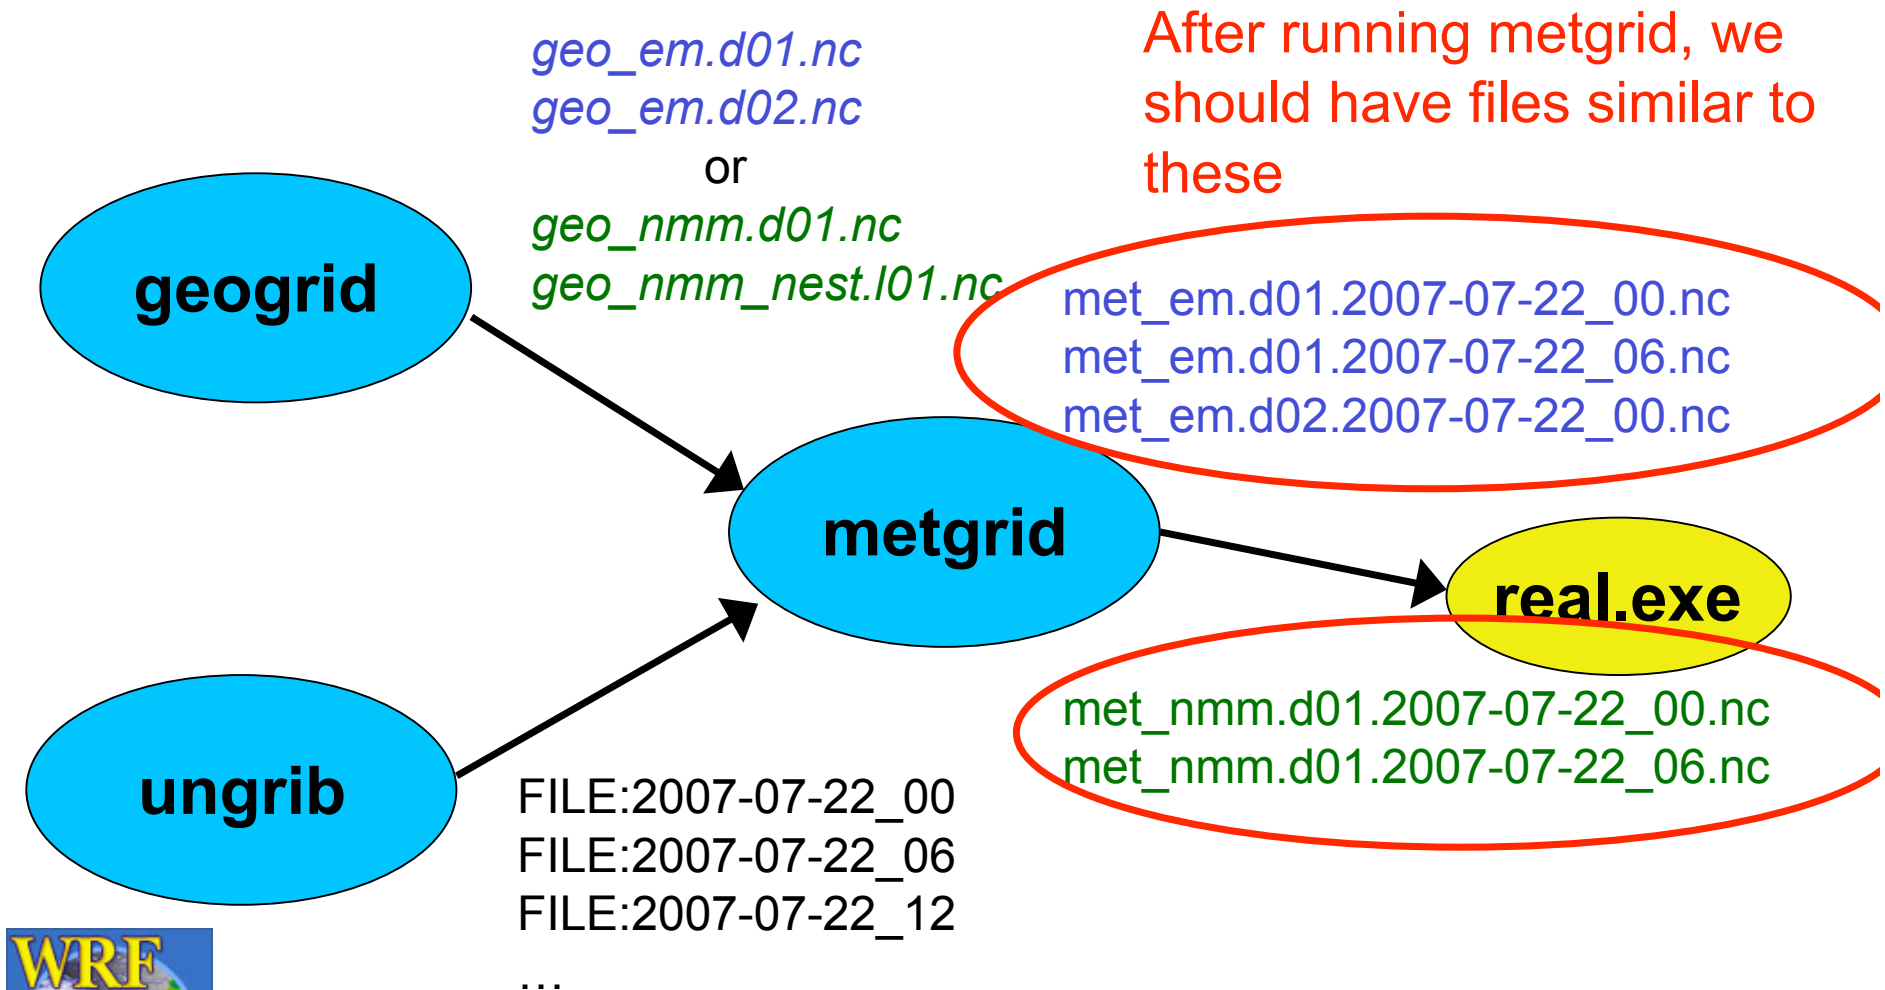 geo_em.d01.nc
geo_em.d02.nc
or
geo_nmm.d01.nc
geo_nmm_nest.l01.nc
After running metgrid, we
should have files similar to
these
geogrid
met_em.d01.2007-07-22_00.nc
met_em.d01.2007-07-22_06.nc
met_em.d02.2007-07-22_00.nc
metgrid
real.exe
met_nmm.d01.2007-07-22_00.nc
met_nmm.d01.2007-07-22_06.nc
ungrib
FILE:2007-07-22_00
FILE:2007-07-22_06
FILE:2007-07-22_12
…
WRF